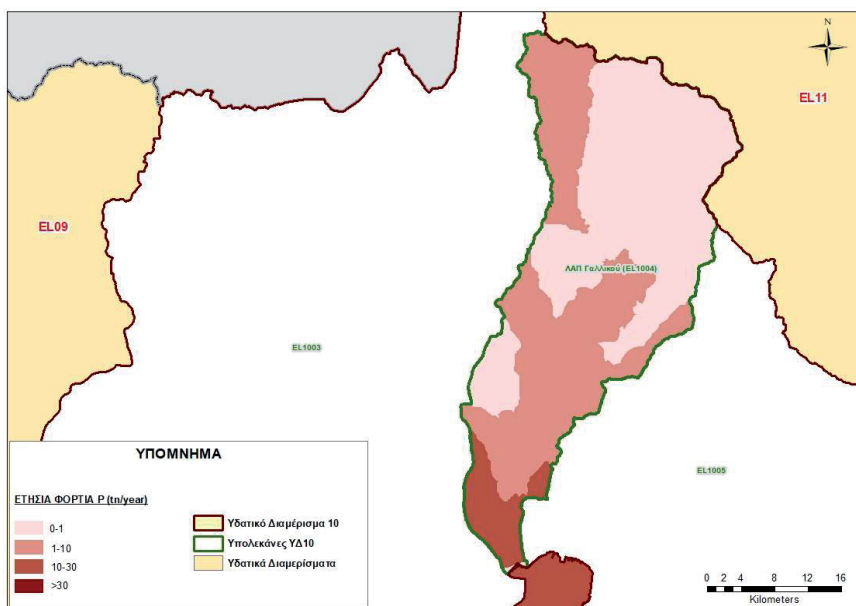 N
EL11
EL09
ΛΑΠ Γαλλικού (EL1004)
EL1003
EL1005
ΥΠΟΜΝΗΜΑ
ΕΤΗΣΙΑ ΦΟΡΤΙΑ P (tn/year)
0-1
1-10
10-30
>30
Υδατικό Διαμέρισμα 10
Υπολεκάνες ΥΔ10
Υδατικά Διαμερίσματα
0 2 4 8 12 16
Kilometers